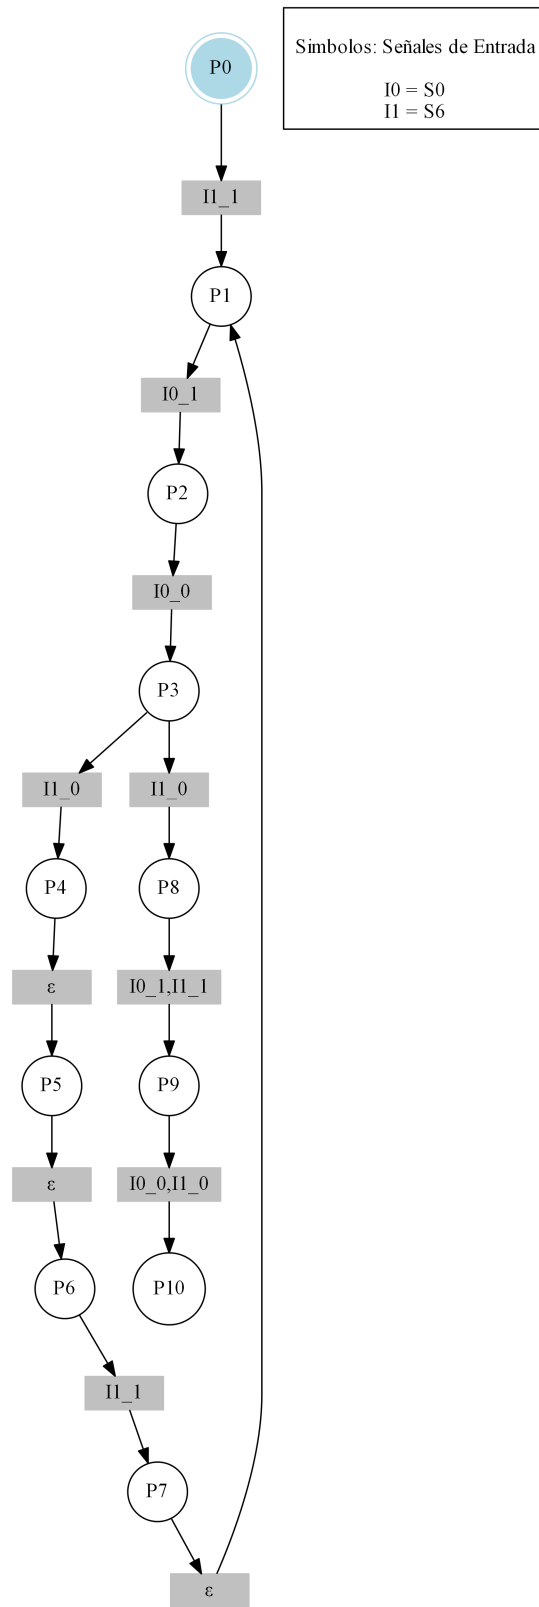 P0
Simbolos: Señales de Entrada
I0 = S0
I1 = S6
I1_1
P1
I0_1
P2
I0_0
P3
I1_0
I1_0
P4
P8
ε
I0_1,I1_1
P5
P9
ε
I0_0,I1_0
P6
P10
I1_1
P7
ε